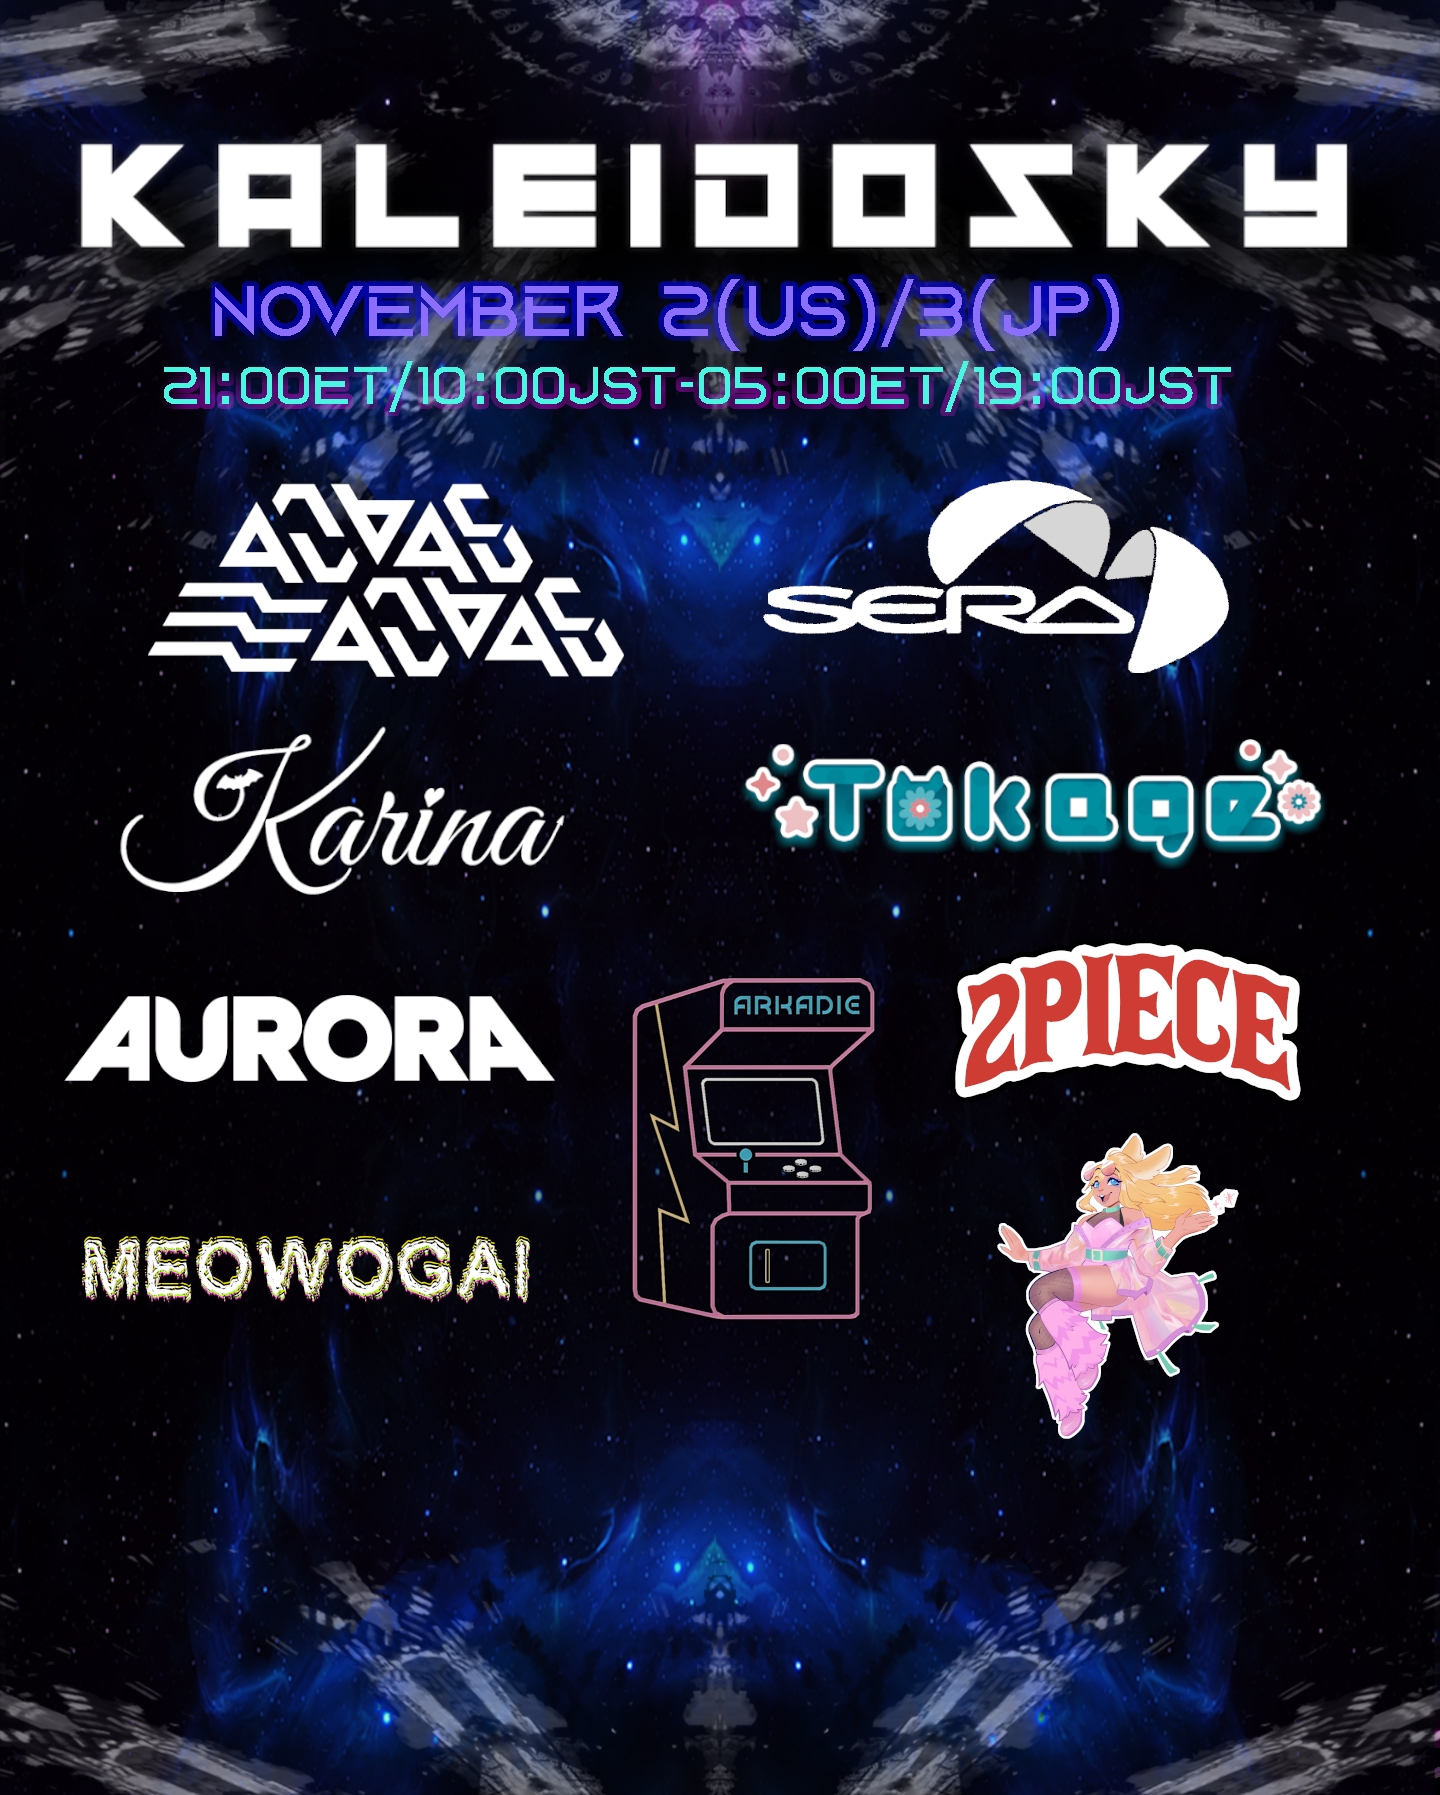 KALEIDOSKY
NOVEMBER 2(US)/3(JP)
21:00ET/10:00JST-05:00ET/19:00JST
SERA
Karina
Tokage
AURORA
ARKADIE
2PIECE
MEOWOGAI